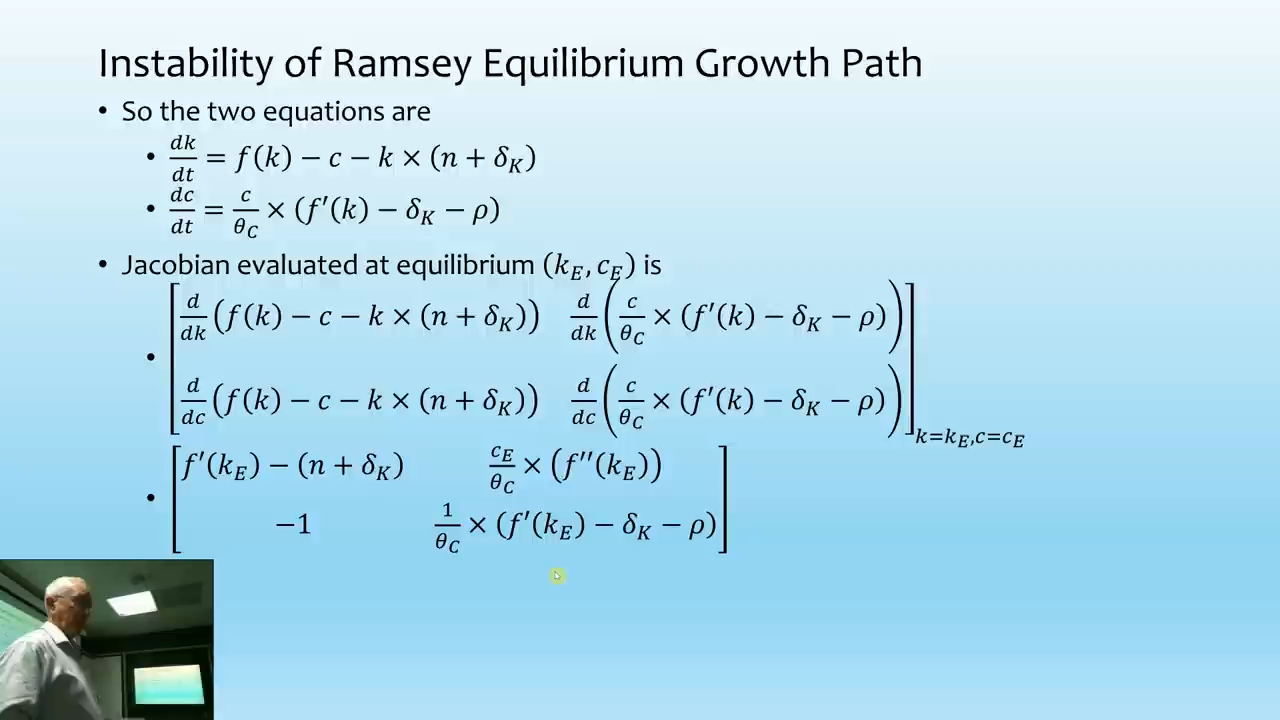 Instability of Ramsey Equilibrium Growth Path
• So the two equations are
• dk/dt = f(k) − c − k × (n + δ_K)
• dc/dt = c/θ_C × (f′(k) − δ_K − ρ)
• Jacobian evaluated at equilibrium (k_E, c_E) is
• [ d/dk (f(k) − c − k × (n + δ_K))   d/dk (c/θ_C × (f′(k) − δ_K − ρ))
d/dc (f(k) − c − k × (n + δ_K))   d/dc (c/θ_C × (f′(k) − δ_K − ρ)) ]_{k=k_E,c=c_E}
• [ f′(k_E) − (n + δ_K)   c_E/θ_C × (f′′(k_E))
−1   1/θ_C × (f′(k_E) − δ_K − ρ) ]